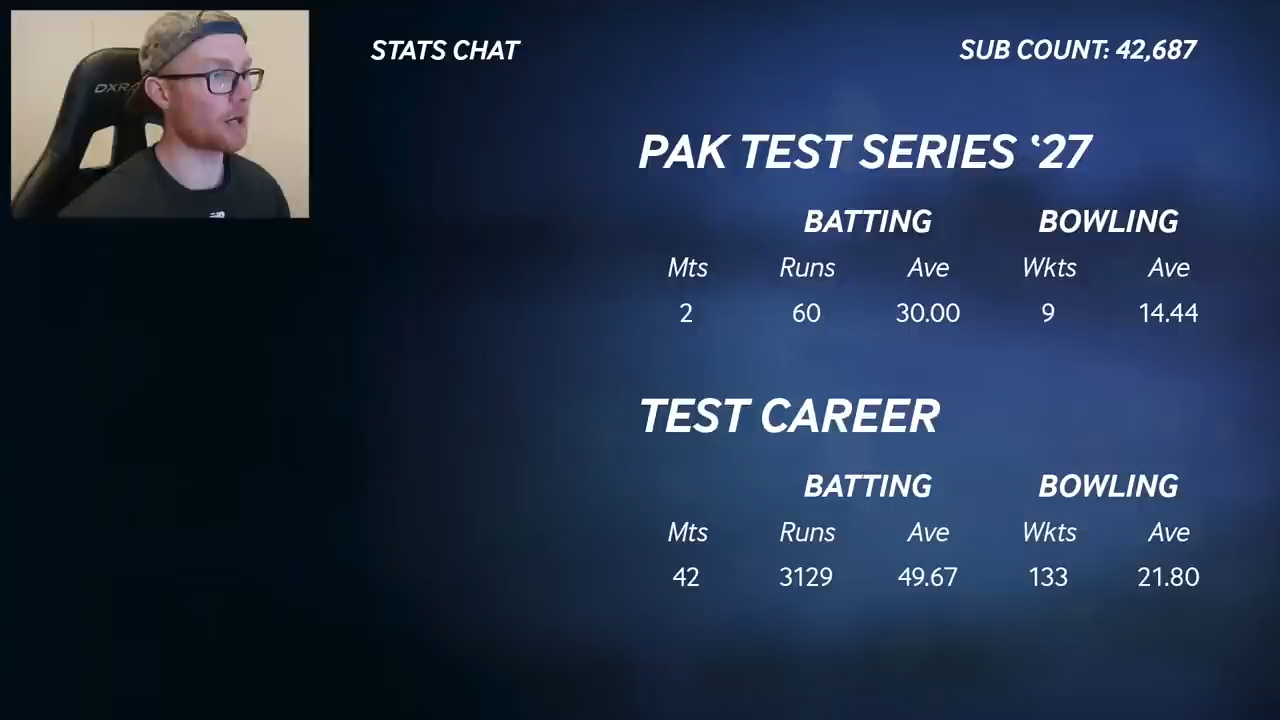 STATS CHAT
SUB COUNT: 42,687
PAK TEST SERIES ‘27
BATTING BOWLING
Mts Runs Ave Wkts Ave
2 60 30.00 9 14.44
TEST CAREER
BATTING BOWLING
Mts Runs Ave Wkts Ave
42 3129 49.67 133 21.80